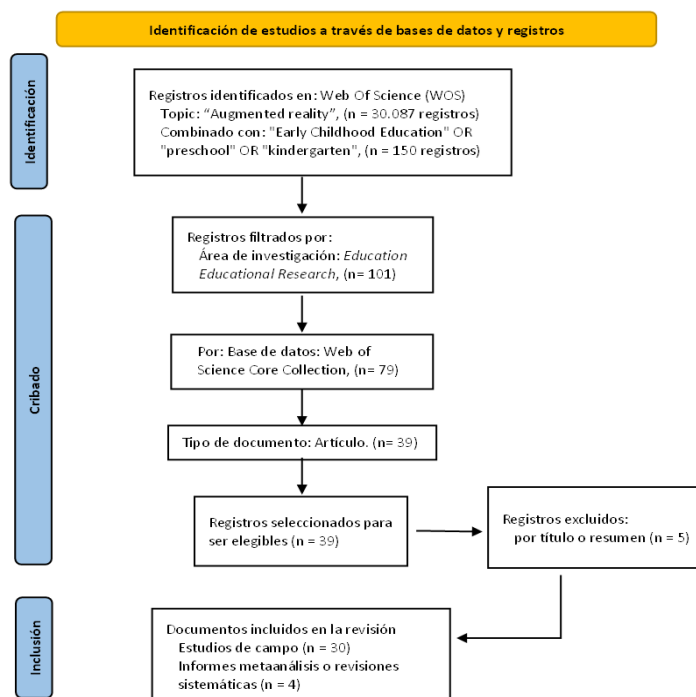 Identificación de estudios a través de bases de datos y registros
Identificación
Registros identificados en: Web Of Science (WOS)
Topic: “Augmented reality”, (n = 30.087 registros)
Combinado con: "Early Childhood Education" OR
"preschool" OR "kindergarten", (n = 150 registros)
Cribado
Registros filtrados por:
Área de investigación: Education
Educational Research, (n= 101)
Por: Base de datos: Web of
Science Core Collection, (n= 79)
Tipo de documento: Artículo. (n= 39)
Registros seleccionados para
ser elegibles (n = 39)
Registros excluidos:
por título o resumen (n = 5)
Inclusión
Documentos incluidos en la revisión
Estudios de campo (n = 30)
Informes metaanálisis o revisiones
sistemáticas (n = 4)